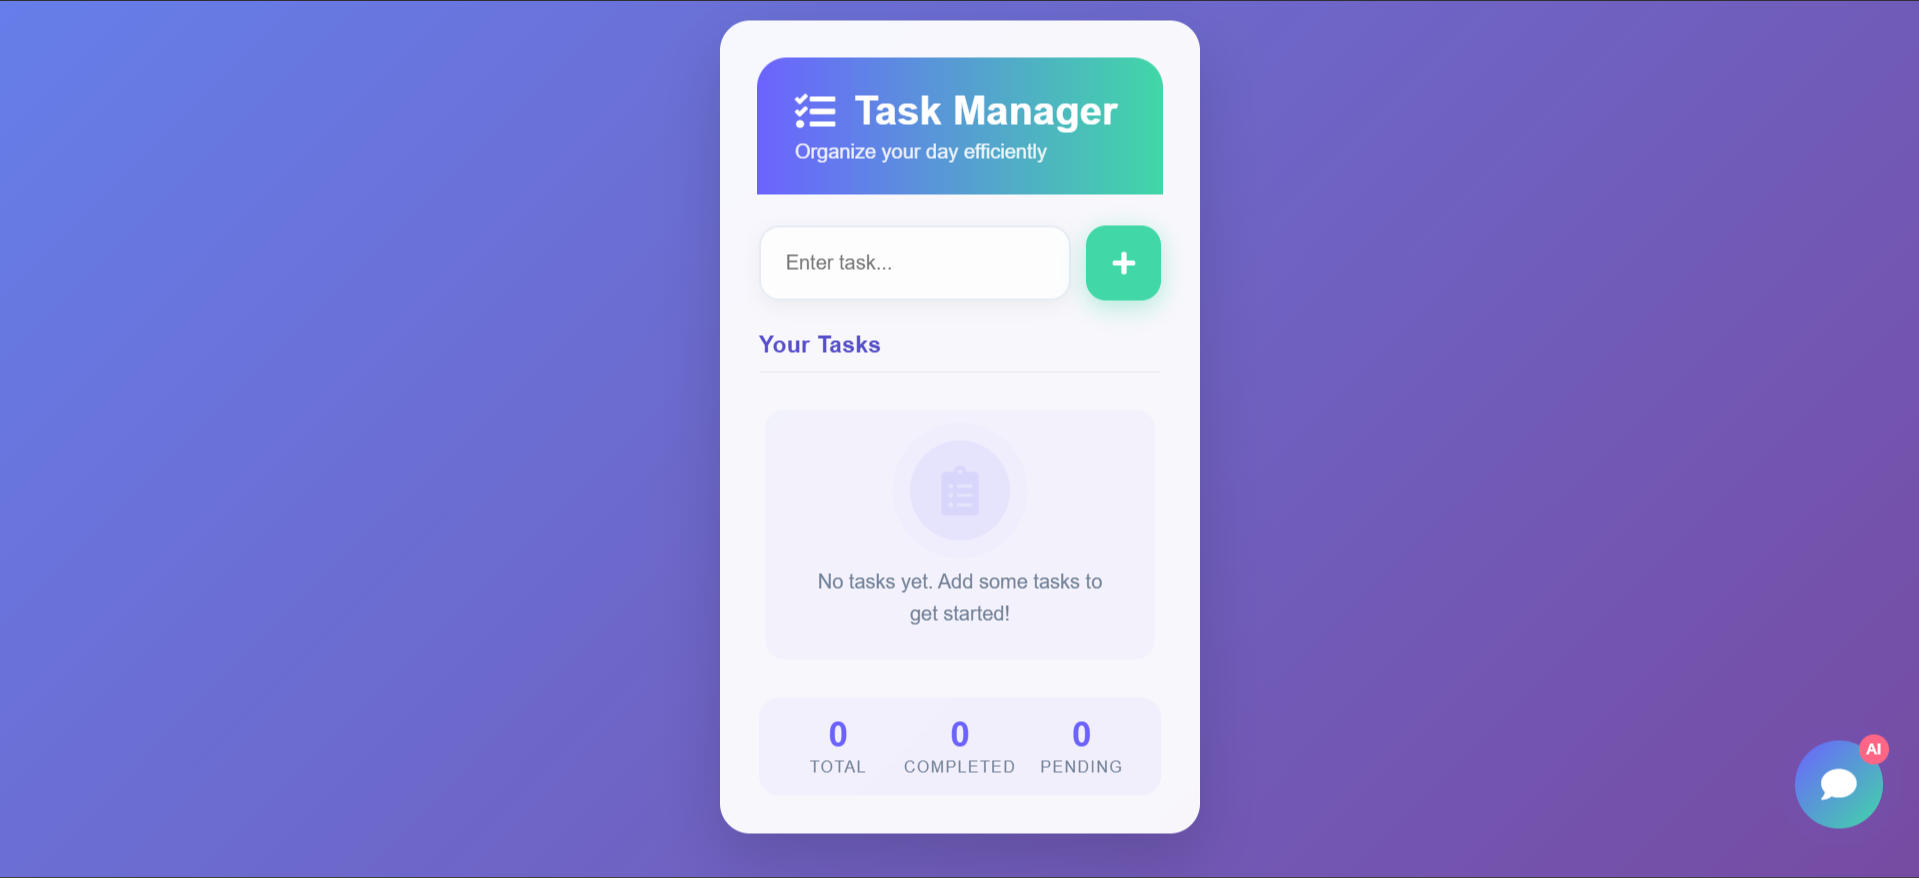 Task Manager
Organize your day efficiently
Enter task...
Your Tasks
No tasks yet. Add some tasks to
get started!
0 0 0
TOTAL COMPLETED PENDING
AI